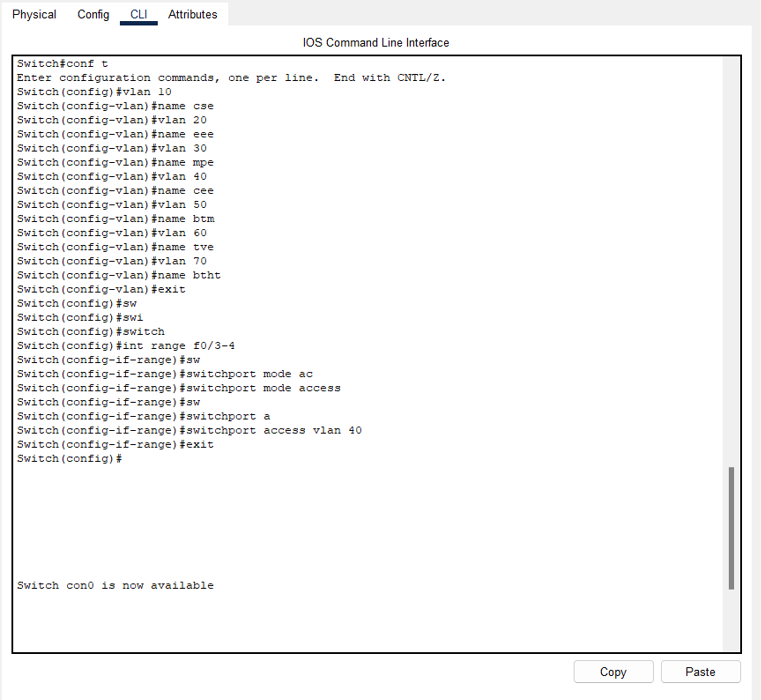 Physical Config CLI Attributes
IOS Command Line Interface
Switch#conf t
Enter configuration commands, one per line.  End with CNTL/Z.
Switch(config)#vlan 10
Switch(config-vlan)#name cse
Switch(config-vlan)#vlan 20
Switch(config-vlan)#name eee
Switch(config-vlan)#vlan 30
Switch(config-vlan)#name mpe
Switch(config-vlan)#vlan 40
Switch(config-vlan)#name cee
Switch(config-vlan)#vlan 50
Switch(config-vlan)#name btm
Switch(config-vlan)#vlan 60
Switch(config-vlan)#name tve
Switch(config-vlan)#vlan 70
Switch(config-vlan)#name btht
Switch(config-vlan)#exit
Switch(config)#sw
Switch(config)#swi
Switch(config)#switch
Switch(config)#int range f0/3-4
Switch(config-if-range)#sw
Switch(config-if-range)#switchport mode ac
Switch(config-if-range)#switchport mode access
Switch(config-if-range)#sw
Switch(config-if-range)#switchport a
Switch(config-if-range)#switchport access vlan 40
Switch(config-if-range)#exit
Switch(config)#
Switch con0 is now available
Copy Paste